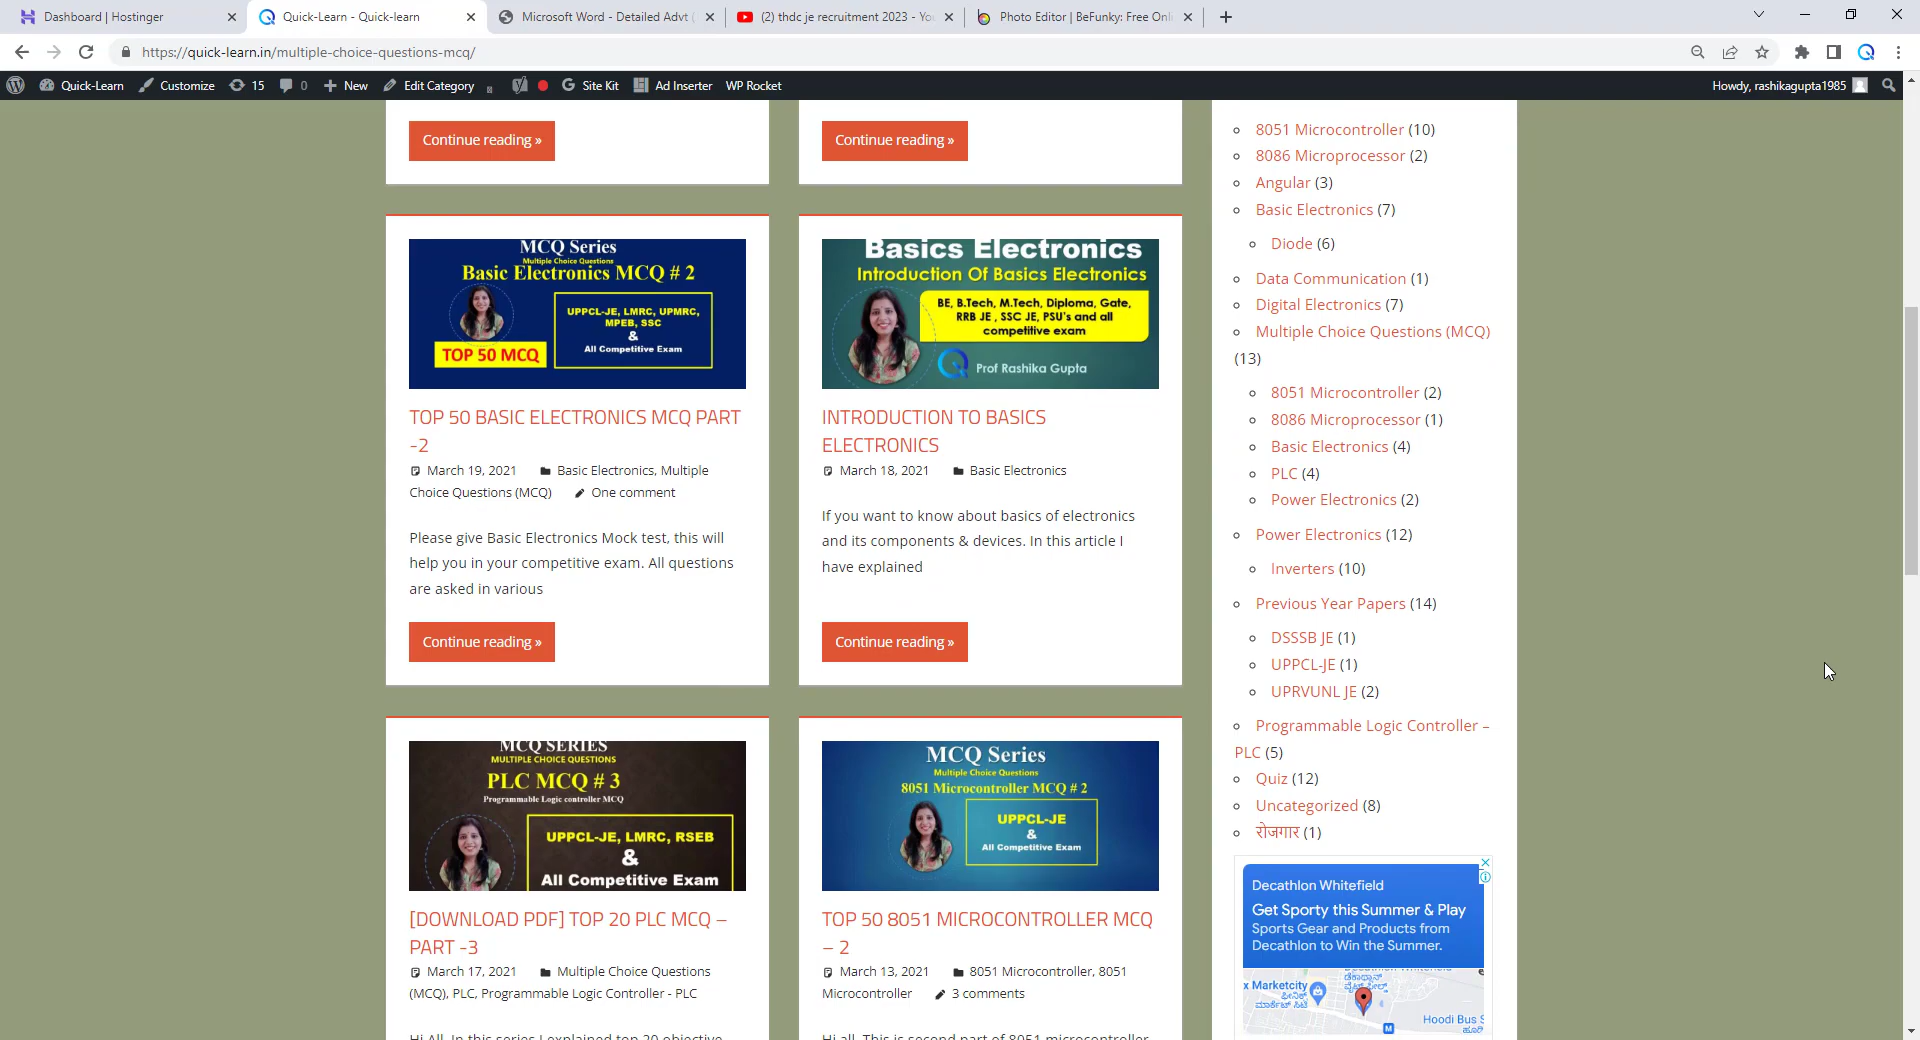 Dashboard | Hostinger
Quick-Learn - Quick-learn
Microsoft Word - Detailed Advt (
(2) thdc je recruitment 2023 - Yo
Photo Editor | BeFunky: Free Onl
https://quick-learn.in/multiple-choice-questions-mcq/
Quick-Learn
Customize
15
0
New
Edit Category
Site Kit
Ad Inserter
WP Rocket
Howdy, rashikagupta1985
Continue reading »
Continue reading »
MCQ Series
Multiple Choice Questions
Basic Electronics MCQ # 2
UPPCL-JE, LMRC, UPMRC,
MPEB, SSC
&
All Competitive Exam
TOP 50 MCQ
TOP 50 BASIC ELECTRONICS MCQ PART
-2
March 19, 2021 Basic Electronics, Multiple
Choice Questions (MCQ) One comment
Please give Basic Electronics Mock test, this will
help you in your competitive exam. All questions
are asked in various
Continue reading »
Basics Electronics
Introduction Of Basics Electronics
BE, B.Tech, M.Tech, Diploma, Gate,
RRB JE , SSC JE, PSU's and all
competitive exam
Prof Rashika Gupta
INTRODUCTION TO BASICS
ELECTRONICS
March 18, 2021 Basic Electronics
If you want to know about basics of electronics
and its components & devices. In this article I
have explained
Continue reading »
MCQ SERIES
MULTIPLE CHOICE QUESTIONS
PLC MCQ # 3
Programmable Logic controller MCQ
UPPCL-JE, LMRC, RSEB
&
All Competitive Exam
[DOWNLOAD PDF] TOP 20 PLC MCQ –
PART -3
March 17, 2021 Multiple Choice Questions
(MCQ), PLC, Programmable Logic Controller - PLC
Hi All, In this series I explained top 20 objective
MCQ Series
Multiple Choice Questions
8051 Microcontroller MCQ # 2
UPPCL-JE
&
All Competitive Exam
TOP 50 8051 MICROCONTROLLER MCQ
– 2
March 13, 2021 8051 Microcontroller, 8051
Microcontroller 3 comments
Hi all, This is second part of 8051 microcontroller
8051 Microcontroller (10)
8086 Microprocessor (2)
Angular (3)
Basic Electronics (7)
Diode (6)
Data Communication (1)
Digital Electronics (7)
Multiple Choice Questions (MCQ)
(13)
8051 Microcontroller (2)
8086 Microprocessor (1)
Basic Electronics (4)
PLC (4)
Power Electronics (2)
Power Electronics (12)
Inverters (10)
Previous Year Papers (14)
DSSSB JE (1)
UPPCL-JE (1)
UPRVUNL JE (2)
Programmable Logic Controller –
PLC (5)
Quiz (12)
Uncategorized (8)
रोजगार (1)
Decathlon Whitefield
Get Sporty this Summer & Play
Sports Gear and Products from
Decathlon to Win the Summer.
x Marketcity
ಫೀನಿಕ್ಸ್
ಮಾರ್ಕೆಟ್ ಸಿಟಿ
M
Hoodi Bus S